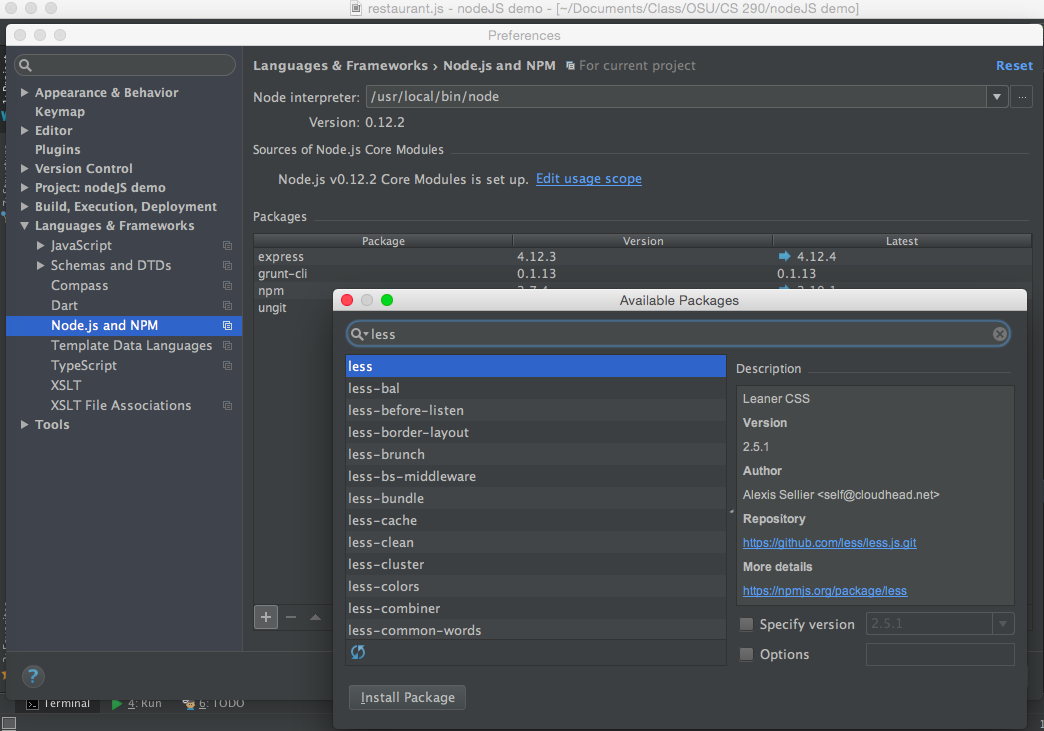 restaurant.js - nodeJS demo - [~/Documents/Class/OSU/CS 290/nodeJS demo]
Preferences
Languages & Frameworks › Node.js and NPM For current project Reset
Appearance & Behavior
Keymap
Editor
Plugins
Version Control
Project: nodeJS demo
Build, Execution, Deployment
Languages & Frameworks
JavaScript
Schemas and DTDs
Compass
Dart
Node.js and NPM
Template Data Languages
TypeScript
XSLT
XSLT File Associations
Tools
Node interpreter: /usr/local/bin/node ...
Version: 0.12.2
Sources of Node.js Core Modules
Node.js v0.12.2 Core Modules is set up. Edit usage scope
Packages
Package Version Latest
express 4.12.3 4.12.4
grunt-cli 0.1.13 0.1.13
npm
ungit
Available Packages
less
less
less-bal
less-before-listen
less-border-layout
less-brunch
less-bs-middleware
less-bundle
less-cache
less-clean
less-cluster
less-colors
less-combiner
less-common-words
Description
Leaner CSS
Version
2.5.1
Author
Alexis Sellier <self@cloudhead.net>
Repository
https://github.com/less/less.js.git
More details
https://npmjs.org/package/less
Specify version 2.5.1
Options
Install Package
?
Terminal 4: Run 6: TODO